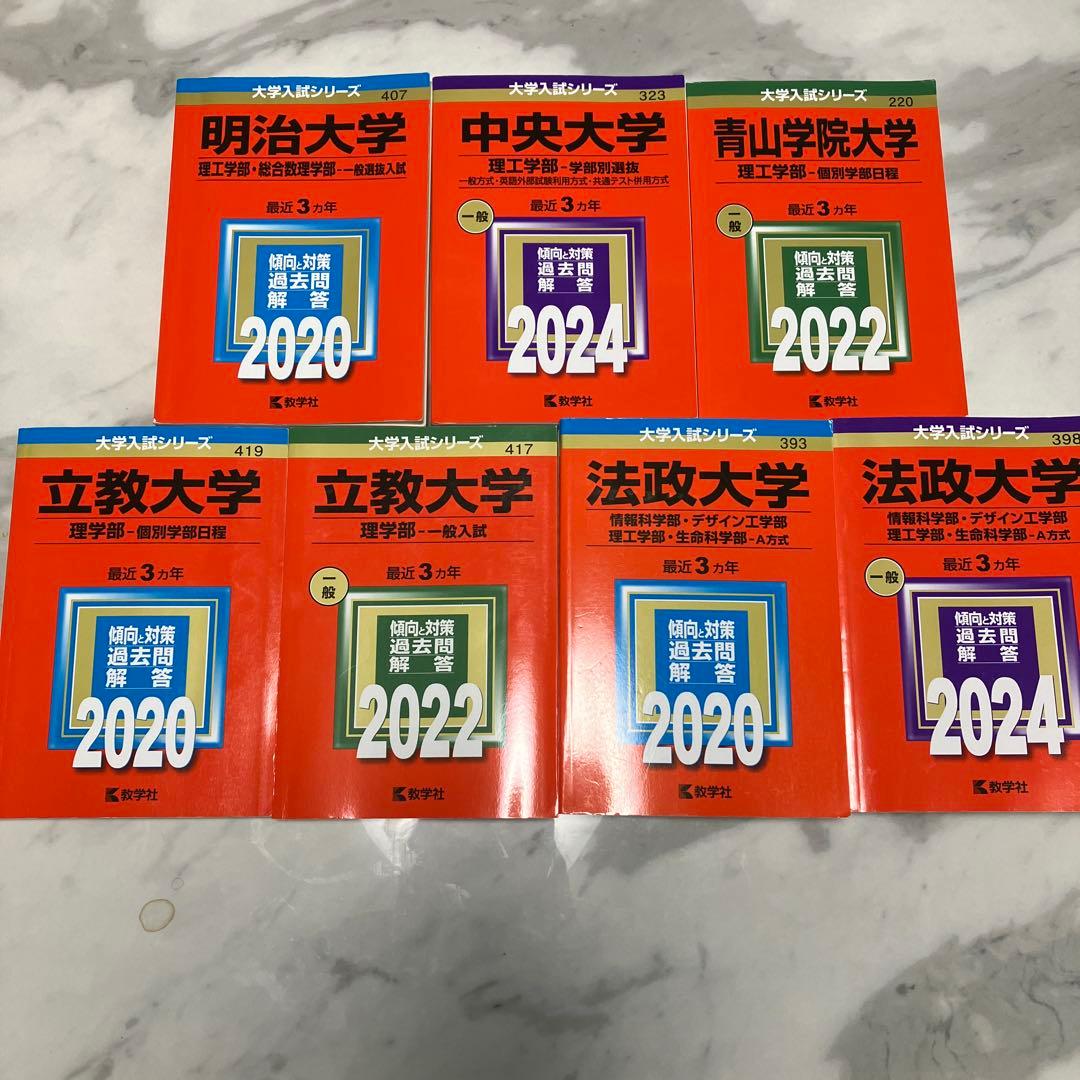 大学入試シリーズ
407
明治大学
理工学部・総合数理学部-一般選抜入試
最近3カ年
傾向と対策
過去問
解答
2020
教学社
大学入試シリーズ
323
中央大学
理工学部-学部別選抜
一般方式・英語外部試験利用方式・共通テスト併用方式
最近3カ年
一般
傾向と対策
過去問
解答
2024
教学社
大学入試シリーズ
220
青山学院大学
理工学部-個別学部日程
最近3カ年
一般
傾向と対策
過去問
解答
2022
教学社
大学入試シリーズ
419
立教大学
理学部-個別学部日程
最近3カ年
傾向と対策
過去問
解答
2020
教学社
大学入試シリーズ
417
立教大学
理学部-一般入試
最近3カ年
一般
傾向と対策
過去問
解答
2022
教学社
大学入試シリーズ
393
法政大学
情報科学部・デザイン工学部
理工学部・生命科学部-A方式
最近3カ年
傾向と対策
過去問
解答
2020
教学社
大学入試シリーズ
398
法政大学
情報科学部・デザイン工学部
理工学部・生命科学部-A方式
最近3カ年
一般
傾向と対策
過去問
解答
2024
教学社